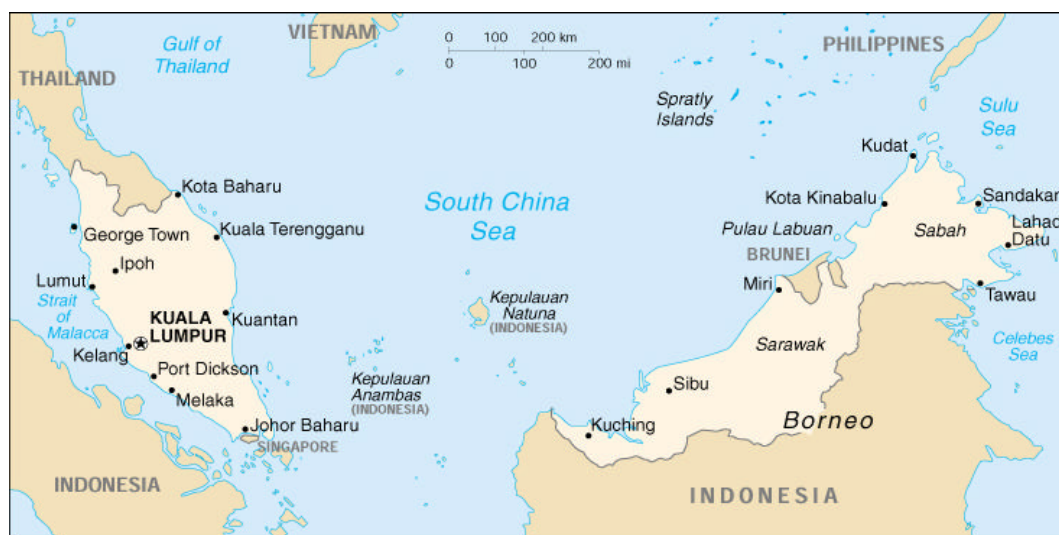 VIETNAM
Gulf of
Thailand
THAILAND
0 100 200 km
0 100 200 mi
PHILIPPINES
Spratly
Islands
Sulu
Sea
Kudat
Kota Baharu
South China
Sea
Kota Kinabalu
Sandakan
George Town
Kuala Terengganu
Pulau Labuan
Sabah
Lahad
Datu
BRUNEI
Ipoh
Lumut
Miri
Tawau
Strait
of
Malacca
KUALA
LUMPUR
Kuantan
Kepulauan
Natuna
(INDONESIA)
Sarawak
Celebes
Sea
Kelang
Port Dickson
Melaka
Kepulauan
Anambas
(INDONESIA)
Sibu
Johor Baharu
SINGAPORE
Kuching
Borneo
INDONESIA
INDONESIA